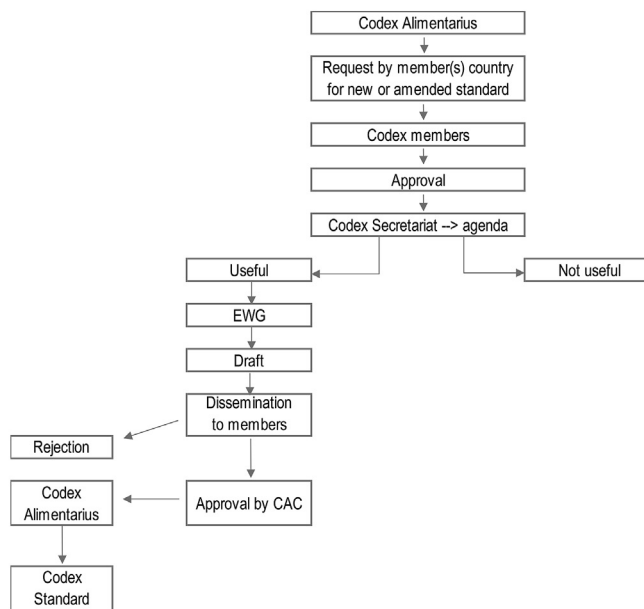 Codex Alimentarius
Request by member(s) country
for new or amended standard
Codex members
Approval
Codex Secretariat --> agenda
Useful
Not useful
EWG
Draft
Dissemination
to members
Rejection
Codex
Alimentarius
Approval by CAC
Codex
Standard